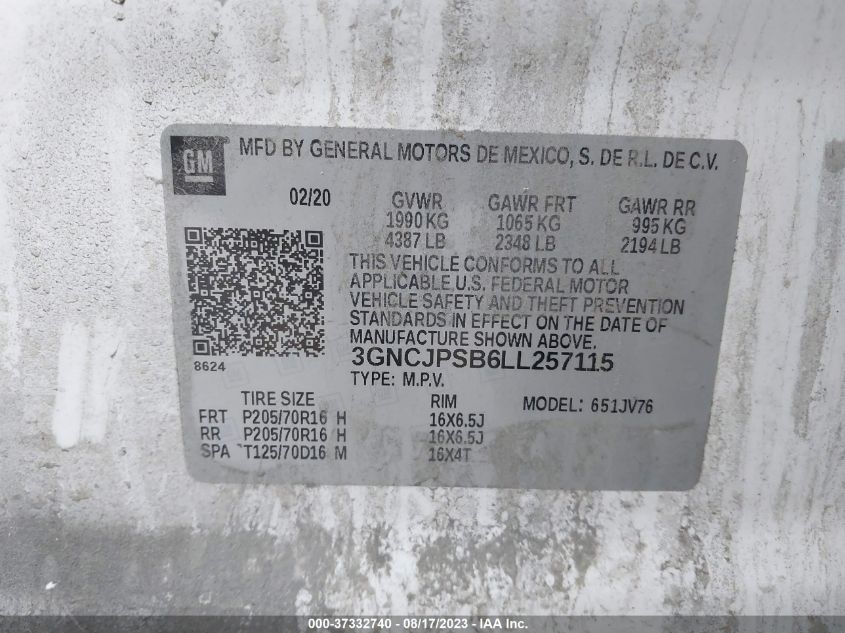 GM MFD BY GENERAL MOTORS DE MEXICO, S. DE R.L. DE C.V.
02/20 GVWR GAWR FRT GAWR RR
1990 KG 1065 KG 995 KG
4387 LB 2348 LB 2194 LB
THIS VEHICLE CONFORMS TO ALL
APPLICABLE U.S. FEDERAL MOTOR
VEHICLE SAFETY AND THEFT PREVENTION
STANDARDS IN EFFECT ON THE DATE OF
MANUFACTURE SHOWN ABOVE.
8624 3GNCJPSB6LL257115
TYPE: M.P.V.
TIRE SIZE RIM MODEL: 651JV76
FRT P205/70R16 H 16X6.5J
RR P205/70R16 H 16X6.5J
SPA T125/70D16 M 16X4T
000-37332740 - 08/17/2023 - IAA Inc.